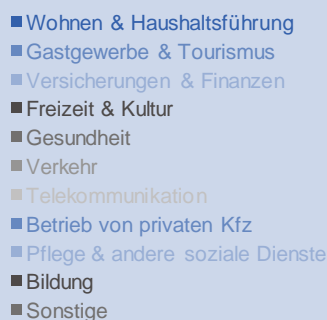 Wohnen & Haushaltsführung
Gastgewerbe & Tourismus
Versicherungen & Finanzen
Freizeit & Kultur
Gesundheit
Verkehr
Telekommunikation
Betrieb von privaten Kfz
Pflege & andere soziale Dienste
Bildung
Sonstige